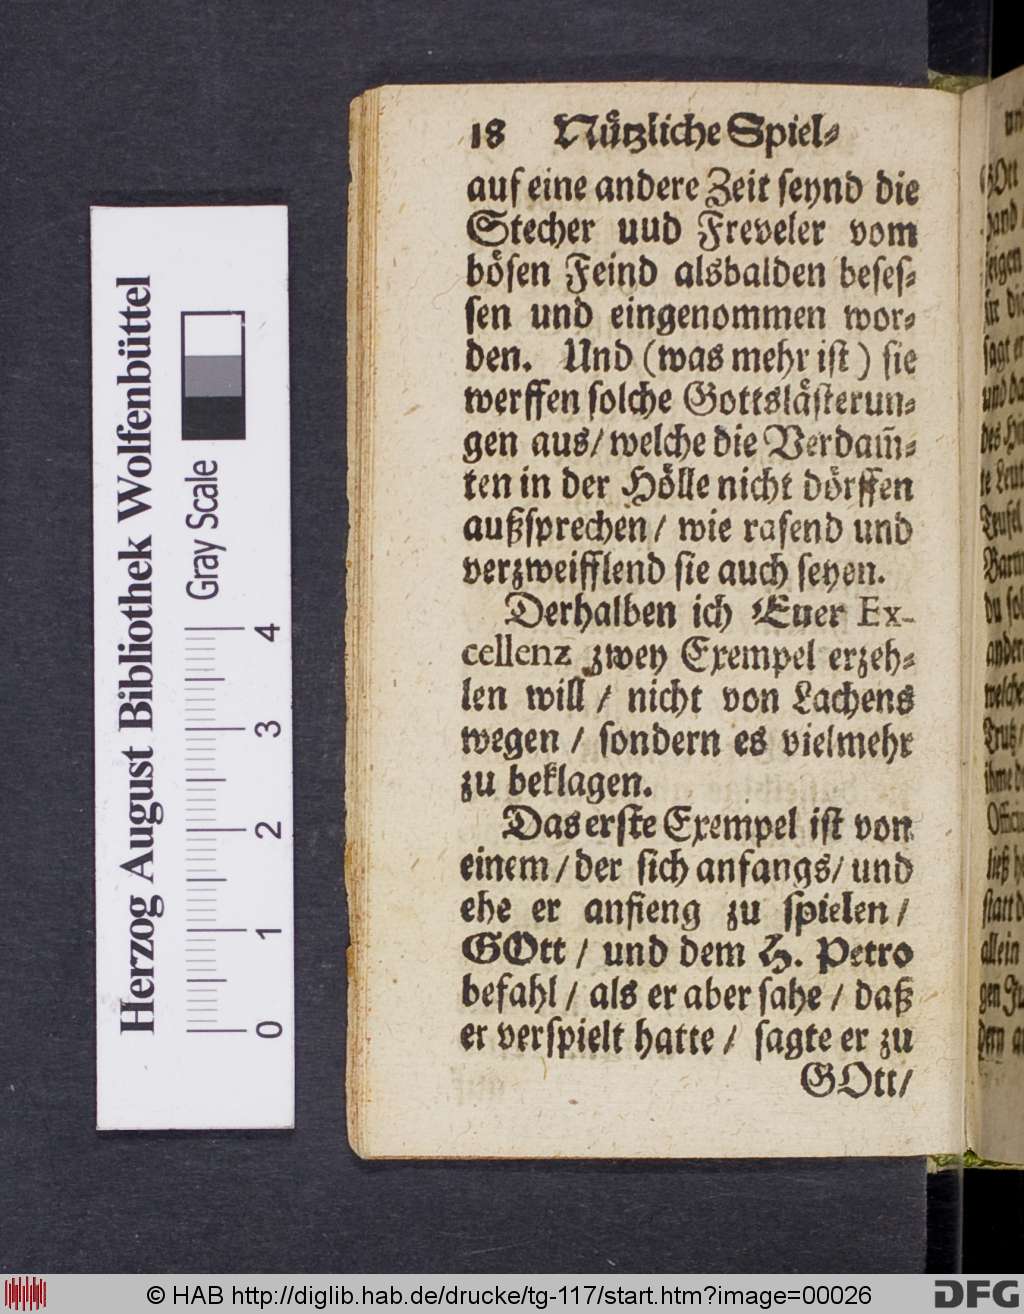 18 Nützliche Spiel⸗
auf eine andere Zeit seynd die
Stecher uud Freveler vom
bösen Feind alsbalden beses⸗
sen und eingenommen wor⸗
den. Und (was mehr ist) sie
werffen solche Gottslästerun⸗
gen aus/ welche die Verdam̃⸗
ten in der Hölle nicht dörffen
außsprechen/ wie rasend und
verzweifflend sie auch seyen.
Derhalben ich Euer Ex-
cellenz zwey Exempel erzeh⸗
len will / nicht von Lachens
wegen / sondern es vielmehr
zu beklagen.
Das erste Exempel ist von
einem / der sich anfangs/ und
ehe er anfieng zu spielen /
GOtt / und dem H. Petro
befahl / als er aber sahe / daß
er verspielt hatte / sagte er zu
GOtt/
Herzog August Bibliothek Wolfenbüttel
Gray Scale
0 1 2 3 4
© HAB http://diglib.hab.de/drucke/tg-117/start.htm?image=00026
DFG